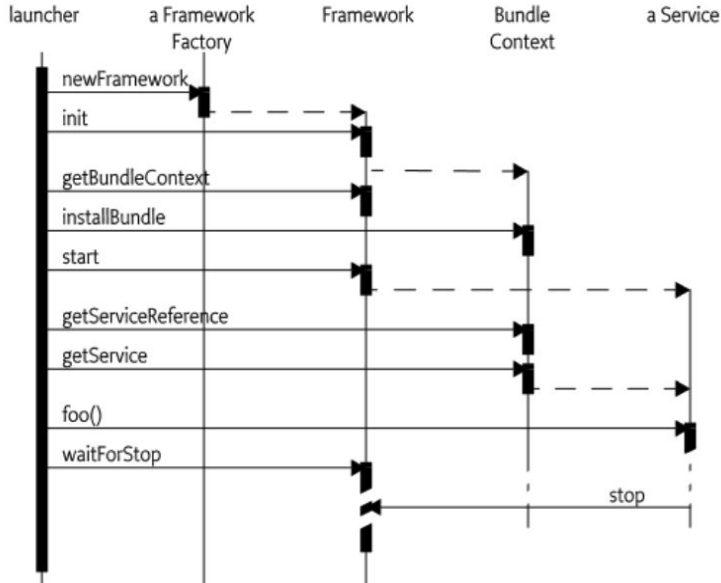 launcher
a Framework
Factory
Framework
Bundle
Context
a Service
newFramework
init
getBundleContext
installBundle
start
getServiceReference
getService
foo()
waitForStop
stop